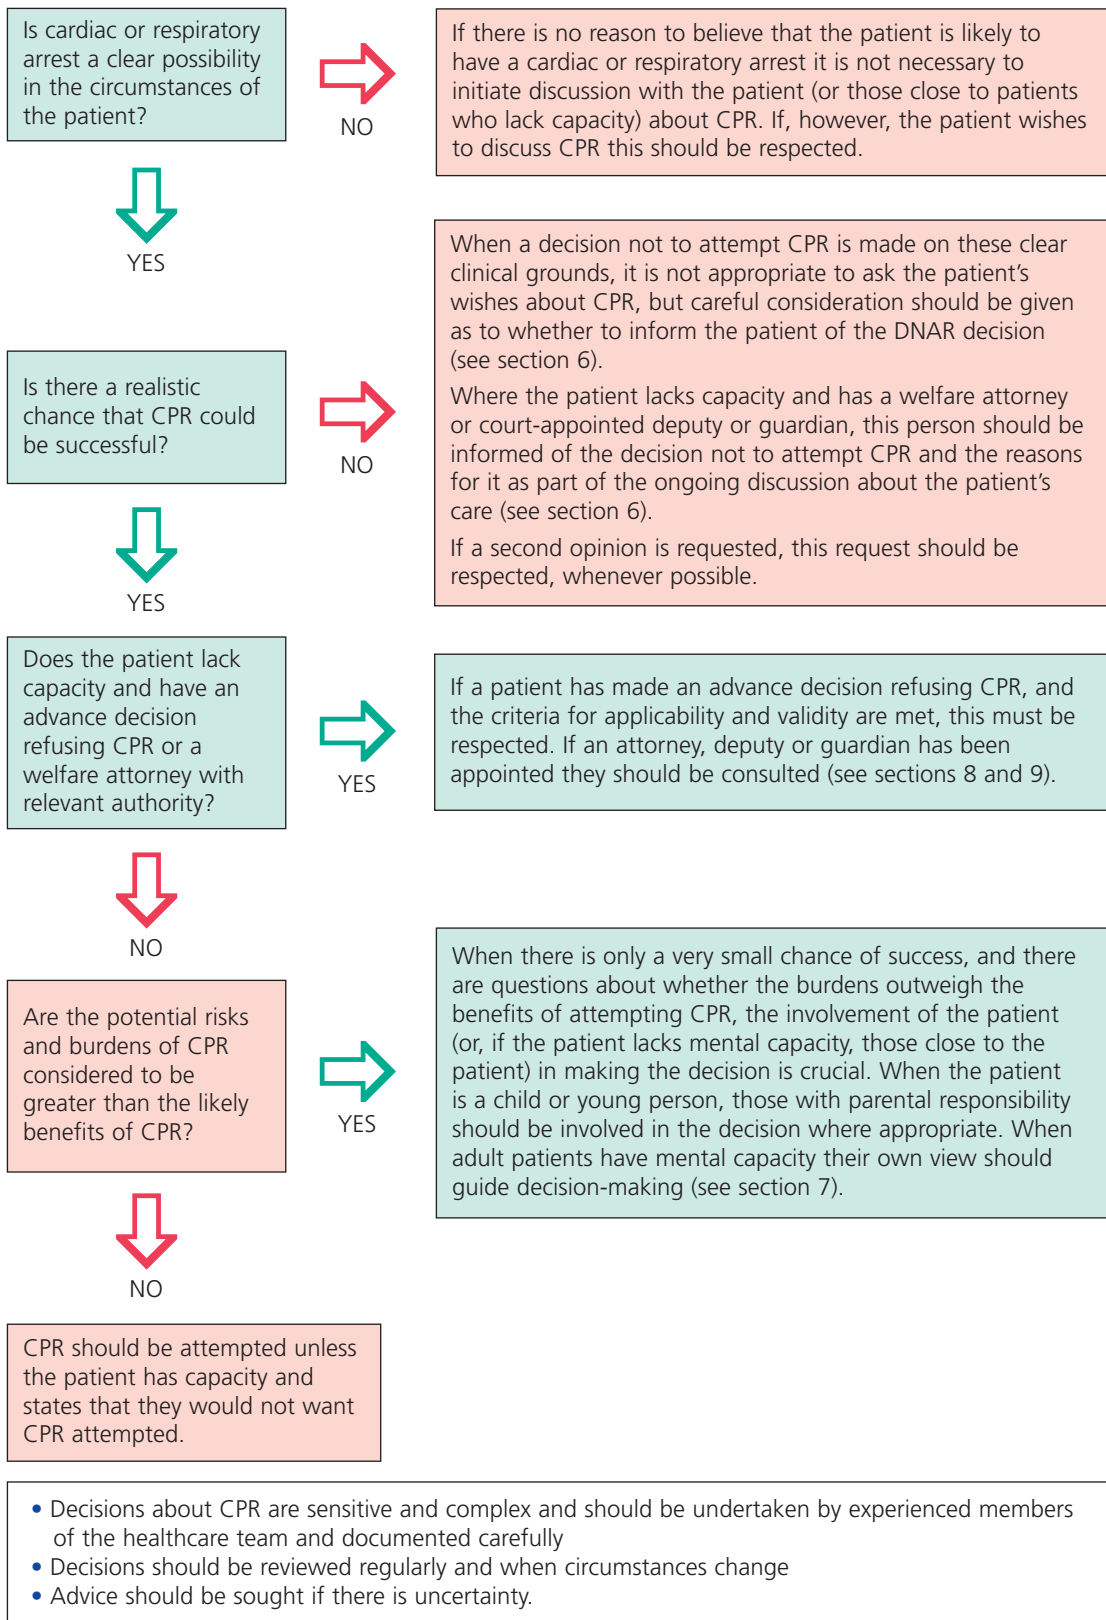 Is cardiac or respiratory
arrest a clear possibility
in the circumstances of
the patient?
NO
If there is no reason to believe that the patient is likely to
have a cardiac or respiratory arrest it is not necessary to
initiate discussion with the patient (or those close to patients
who lack capacity) about CPR. If, however, the patient wishes
to discuss CPR this should be respected.
YES
Is there a realistic
chance that CPR could
be successful?
NO
When a decision not to attempt CPR is made on these clear
clinical grounds, it is not appropriate to ask the patient’s
wishes about CPR, but careful consideration should be given
as to whether to inform the patient of the DNAR decision
(see section 6).
Where the patient lacks capacity and has a welfare attorney
or court-appointed deputy or guardian, this person should be
informed of the decision not to attempt CPR and the reasons
for it as part of the ongoing discussion about the patient’s
care (see section 6).
If a second opinion is requested, this request should be
respected, whenever possible.
YES
Does the patient lack
capacity and have an
advance decision
refusing CPR or a
welfare attorney with
relevant authority?
YES
If a patient has made an advance decision refusing CPR, and
the criteria for applicability and validity are met, this must be
respected. If an attorney, deputy or guardian has been
appointed they should be consulted (see sections 8 and 9).
NO
Are the potential risks
and burdens of CPR
considered to be
greater than the likely
benefits of CPR?
YES
When there is only a very small chance of success, and there
are questions about whether the burdens outweigh the
benefits of attempting CPR, the involvement of the patient
(or, if the patient lacks mental capacity, those close to the
patient) in making the decision is crucial. When the patient
is a child or young person, those with parental responsibility
should be involved in the decision where appropriate. When
adult patients have mental capacity their own view should
guide decision-making (see section 7).
NO
CPR should be attempted unless
the patient has capacity and
states that they would not want
CPR attempted.
• Decisions about CPR are sensitive and complex and should be undertaken by experienced members
of the healthcare team and documented carefully
• Decisions should be reviewed regularly and when circumstances change
• Advice should be sought if there is uncertainty.